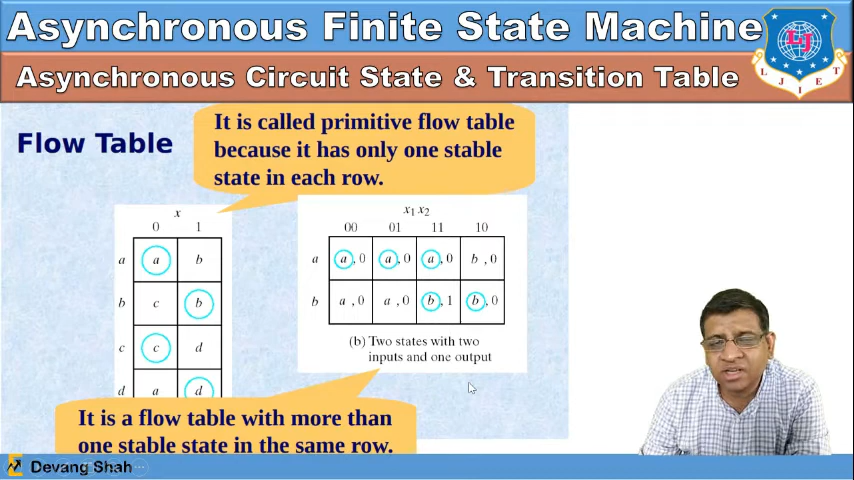 Asynchronous Finite State Machine
Asynchronous Circuit State & Transition Table
LJ
L J I E T
Flow Table
It is called primitive flow table
because it has only one stable
state in each row.
x
0 1
a a b
b c b
c c d
d a d
x1 x2
00 01 11 10
a a , 0 a , 0 a , 0 b , 0
b a , 0 a , 0 b , 1 b , 0
(b) Two states with two
inputs and one output
It is a flow table with more than
one stable state in the same row.
Devang Shah